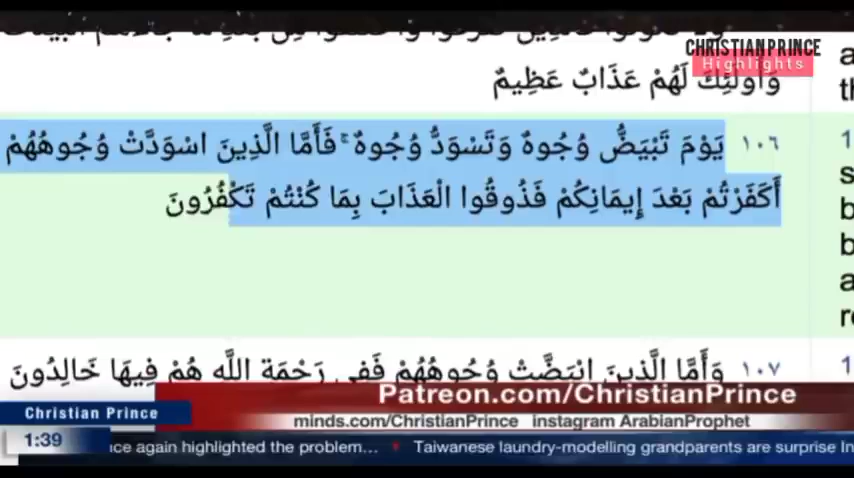 CHRISTIAN PRINCE
Highlights
وَأُولَٰئِكَ لَهُمْ عَذَابٌ عَظِيمٌ
١٠٦ يَوْمَ تَبْيَضُّ وُجُوهٌ وَتَسْوَدُّ وُجُوهٌ ۚ فَأَمَّا الَّذِينَ اسْوَدَّتْ وُجُوهُهُمْ
أَكَفَرْتُمْ بَعْدَ إِيمَانِكُمْ فَذُوقُوا الْعَذَابَ بِمَا كُنْتُمْ تَكْفُرُونَ
١٠٧ وَأَمَّا الَّذِينَ ابْيَضَّتْ وُجُوهُهُمْ فَفِي رَحْمَةِ اللَّهِ هُمْ فِيهَا خَالِدُونَ
Patreon.com/ChristianPrince
Christian Prince
minds.com/ChristianPrince instagram ArabianProphet
1:39
again highlighted the problem... • Taiwanese laundry-modelling grandparents are surprise